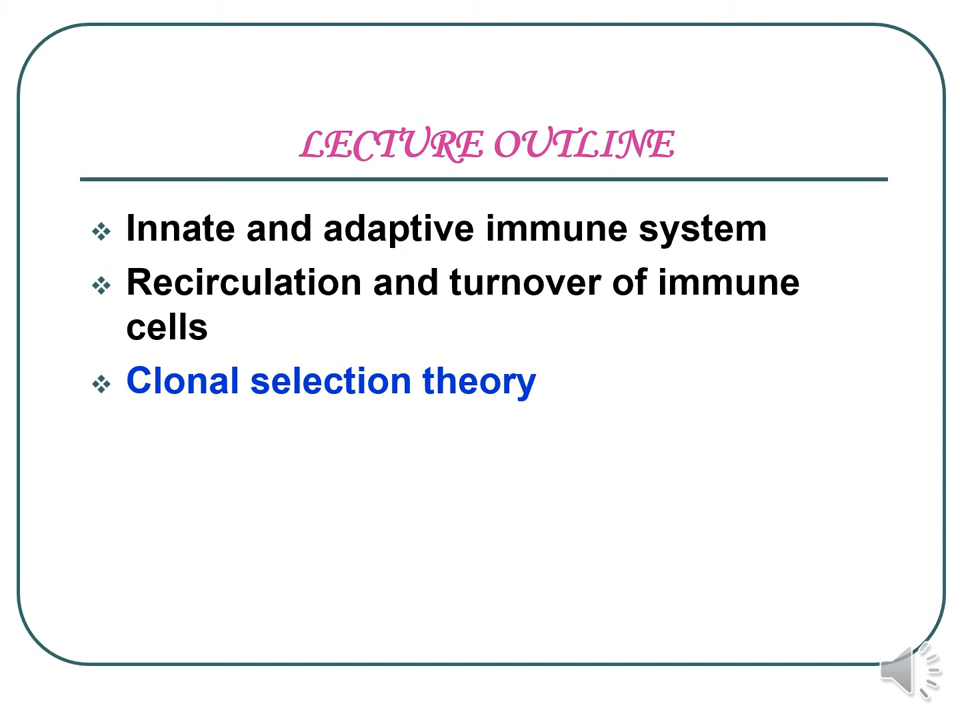 LECTURE OUTLINE
Innate and adaptive immune system
Recirculation and turnover of immune
cells
Clonal selection theory